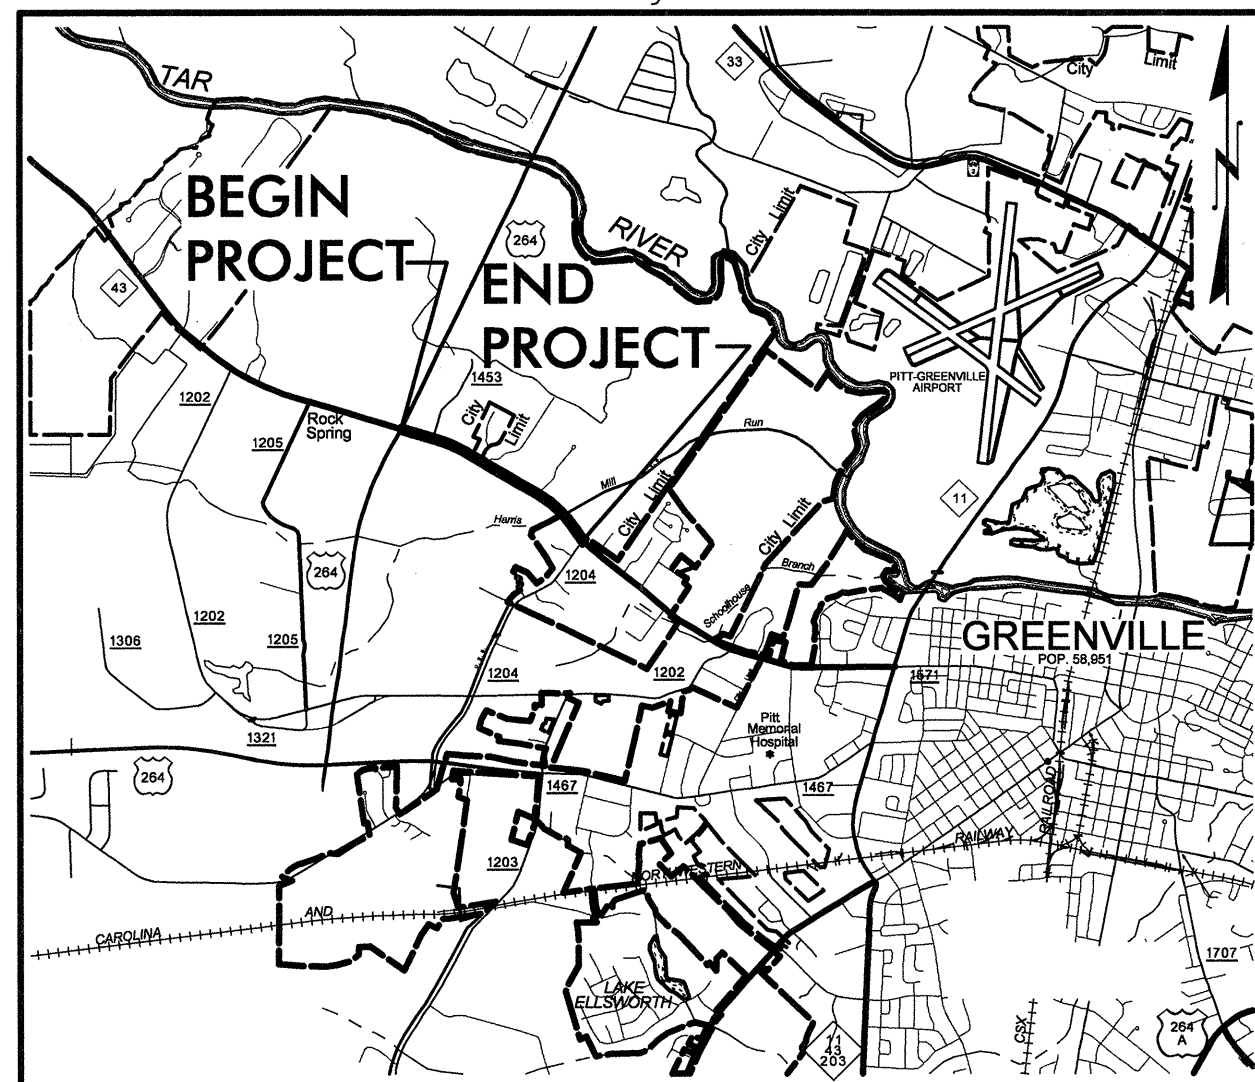 TAR
33
City
Limit
BEGIN
PROJECT
264
RIVER
City Limit
END
PROJECT
43
PITT-GREENVILLE
AIRPORT
1453
1202
City
Limit
Rock
Spring
1205
Run
Mill
City Limit
11
Harris
City Limit
264
1204
Branch
Schoolhouse
1202
1306
1205
GREENVILLE
POP. 58,951
1204
1202
1571
1321
Pitt
Memorial
Hospital
264
1467
1467
RAILROAD
RAILWAY
1203
NORTHWESTERN
AND
CAROLINA
1707
LAKE
ELLSWORTH
11
43
203
CSX
264
A